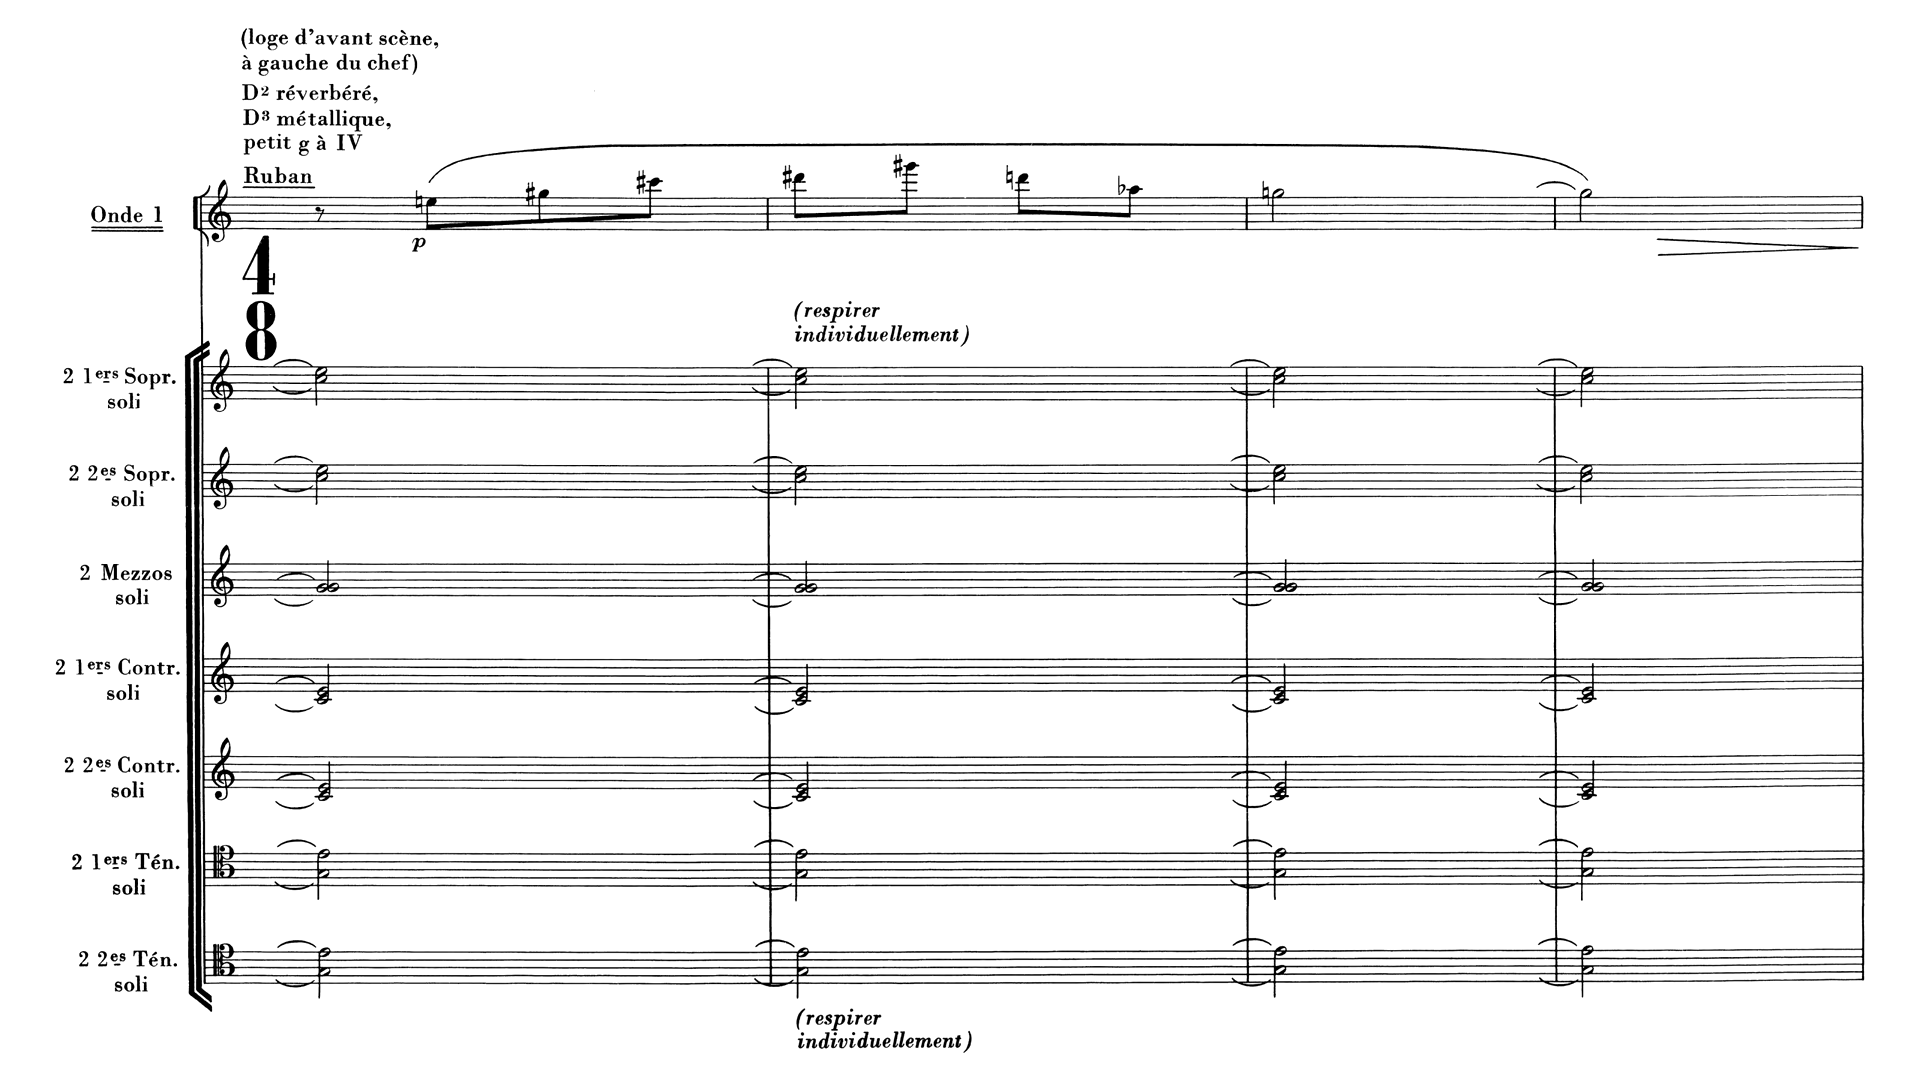 (loge d'avant scène,
à gauche du chef)
D² réverbéré,
D³ métallique,
petit g à IV
Ruban
Onde 1
p
4
8
(respirer
individuellement)
2 1ers Sopr.
soli
2 2es Sopr.
soli
2 Mezzos
soli
2 1ers Contr.
soli
2 2es Contr.
soli
2 1ers Tén.
soli
2 2es Tén.
soli
(respirer
individuellement)